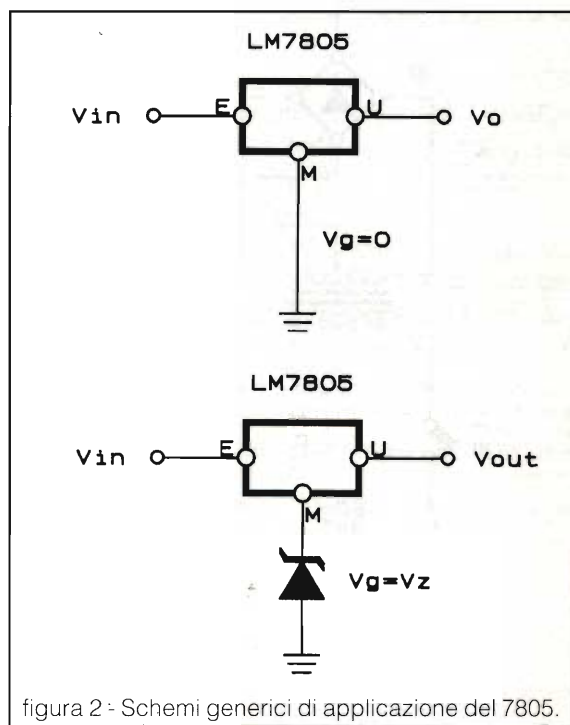 LM7805
Vin E U Vo
M
Vg=0
LM7805
Vin E U Vout
M
Vg=Vz
figura 2 - Schemi generici di applicazione del 7805.